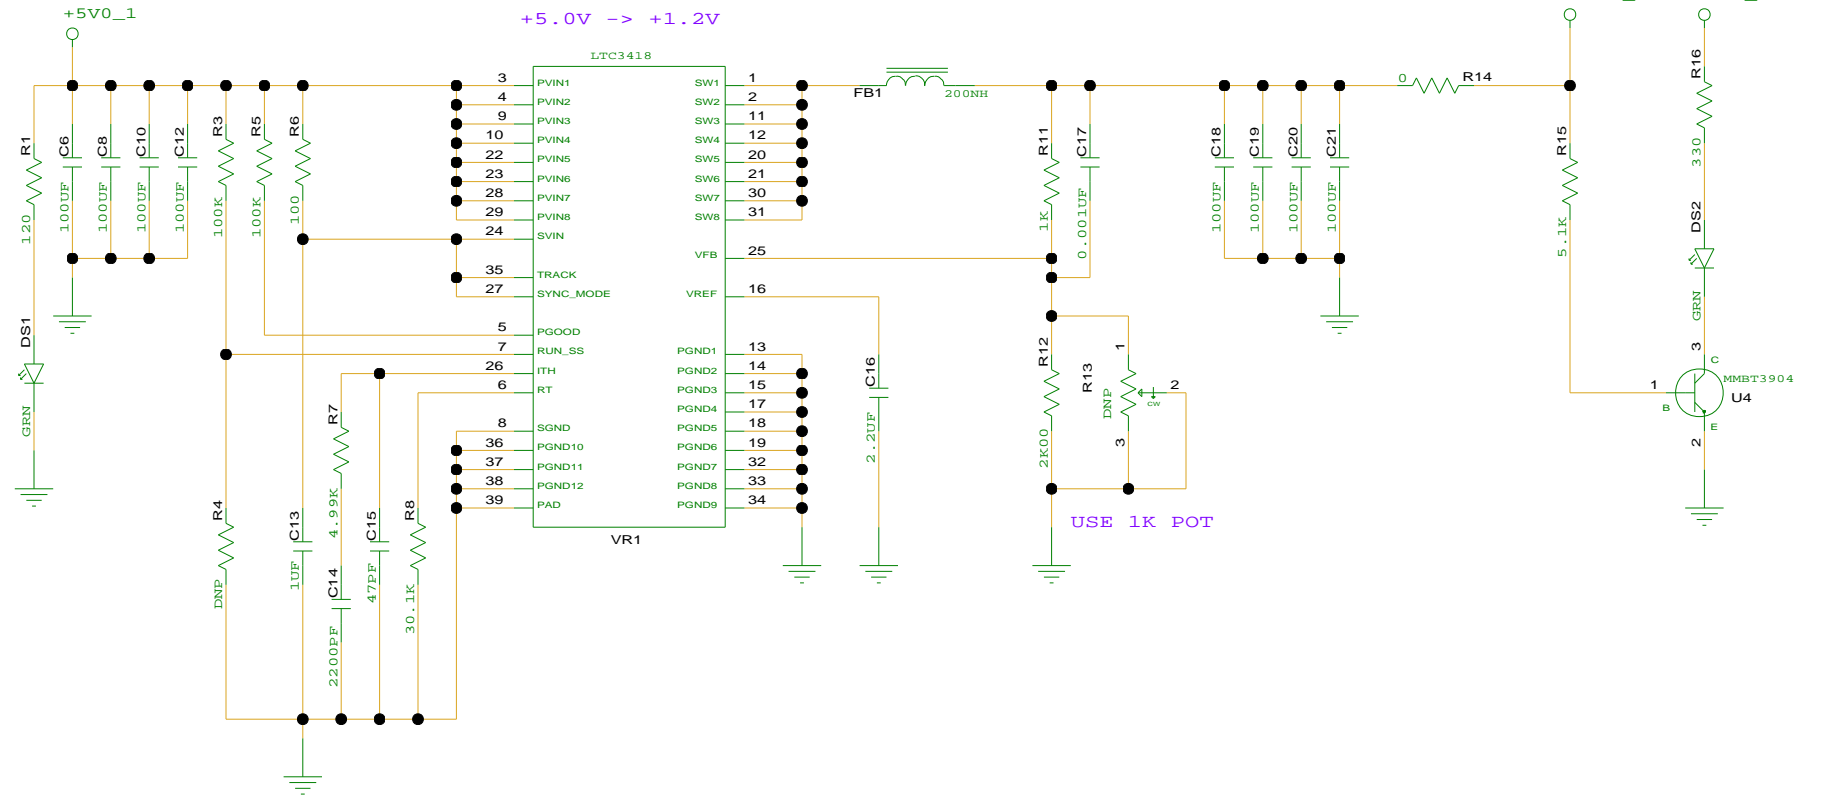 +5V0_1
+5.0V -> +1.2V
LTC3418
3 PVIN1
4 PVIN2
9 PVIN3
10 PVIN4
22 PVIN5
23 PVIN6
28 PVIN7
29 PVIN8
24 SVIN
35 TRACK
27 SYNC_MODE
5 PGOOD
7 RUN_SS
26 ITH
6 RT
8 SGND
36 PGND10
37 PGND11
38 PGND12
39 PAD
SW1 1
SW2 2
SW3 11
SW4 12
SW5 20
SW6 21
SW7 30
SW8 31
VFB 25
VREF 16
PGND1 13
PGND2 14
PGND3 15
PGND4 17
PGND5 18
PGND6 19
PGND7 32
PGND8 33
PGND9 34
VR1
R1
120
C6
100UF
C8
100UF
C10
100UF
C12
100UF
R3
100K
R5
100K
R6
100
DS1
GRN
R4
DNP
C13
1UF
R7
4.99K
C14
2200PF
C15
47PF
R8
30.1K
FB1
200NH
R11
1K
C17
0.001UF
C18
100UF
C19
100UF
C20
100UF
C21
100UF
0
R14
R15
5.1K
R16
330
DS2
GRN
C16
2.2UF
R12
2K00
R13
DNP
1
2
3
CW
USE 1K POT
3
C
1
B
MMBT3904
U4
E
2